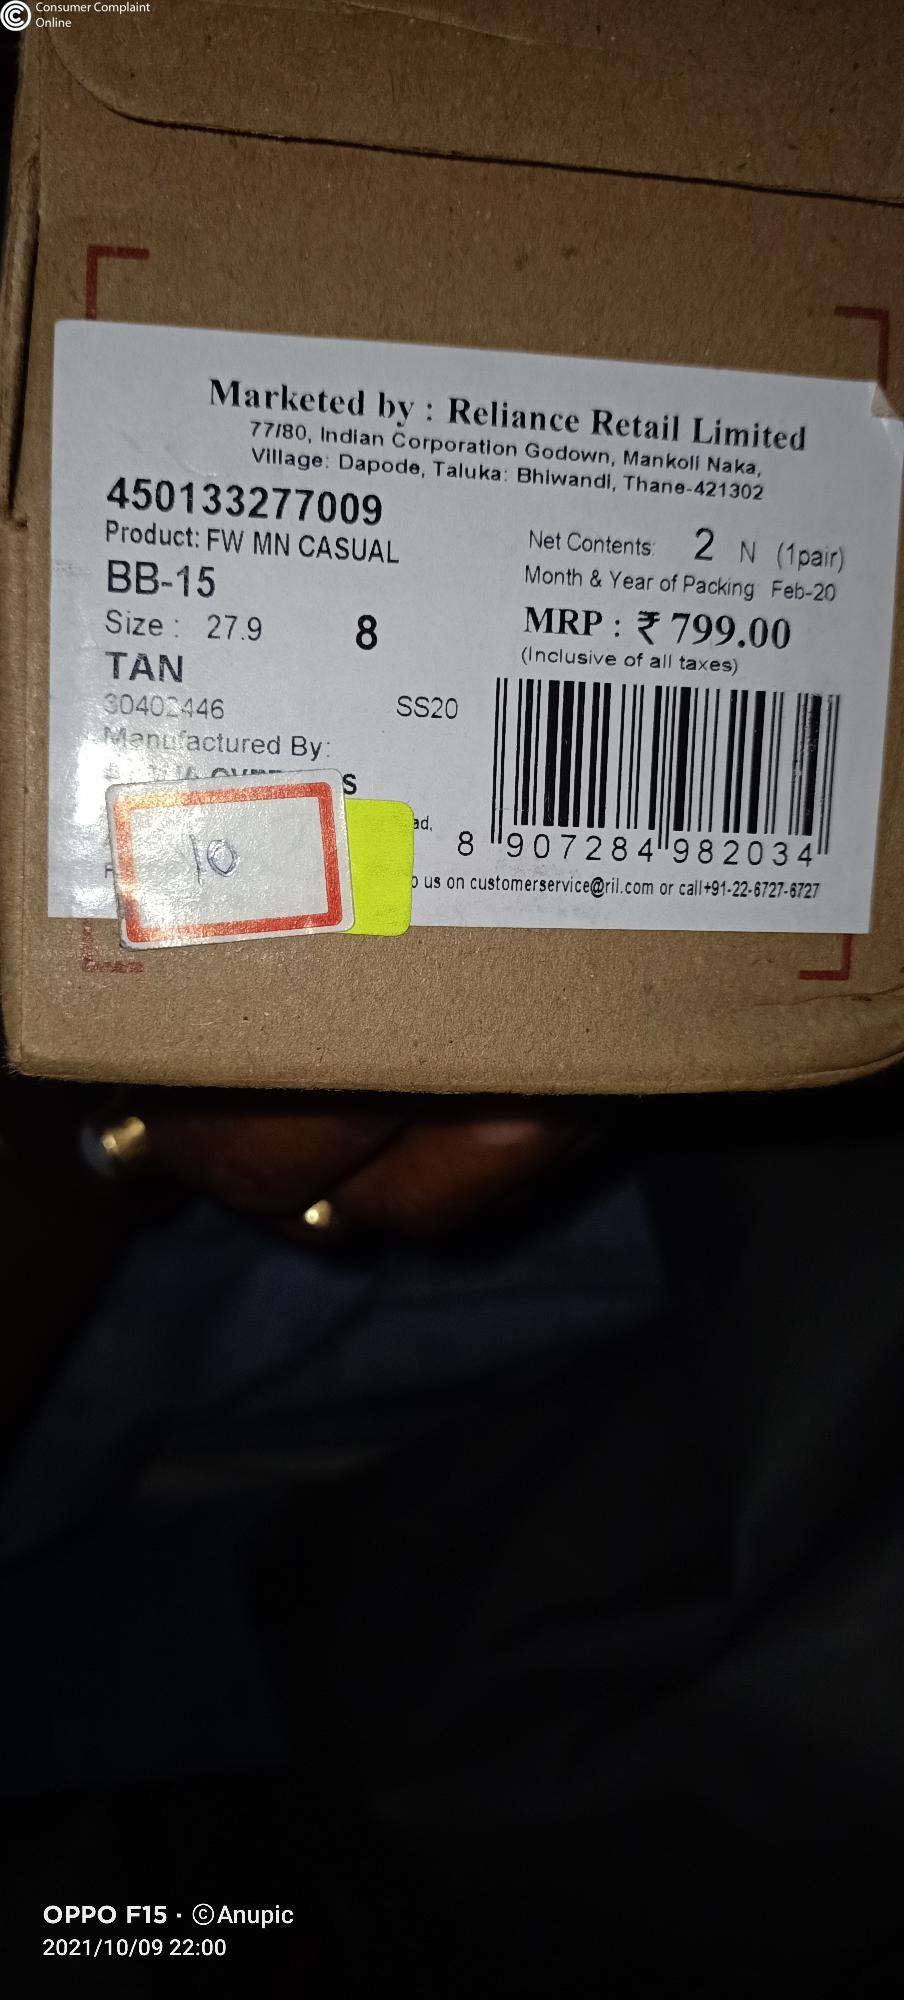 Consumer Complaint
Online
Marketed by : Reliance Retail Limited
77/80, Indian Corporation Godown, Mankoli Naka,
Village: Dapode, Taluka: Bhiwandi, Thane-421302
450133277009
Product: FW MN CASUAL
BB-15
Size : 27.9 8
TAN
30402446 SS20
Manufactured By:
Net Contents: 2 N (1pair)
Month & Year of Packing Feb-20
MRP : ₹ 799.00
(Inclusive of all taxes)
8 907284 982034
us on customerservice@ril.com or call+91-22-6727-6727
10
OPPO F15 · ©Anupic
2021/10/09 22:00